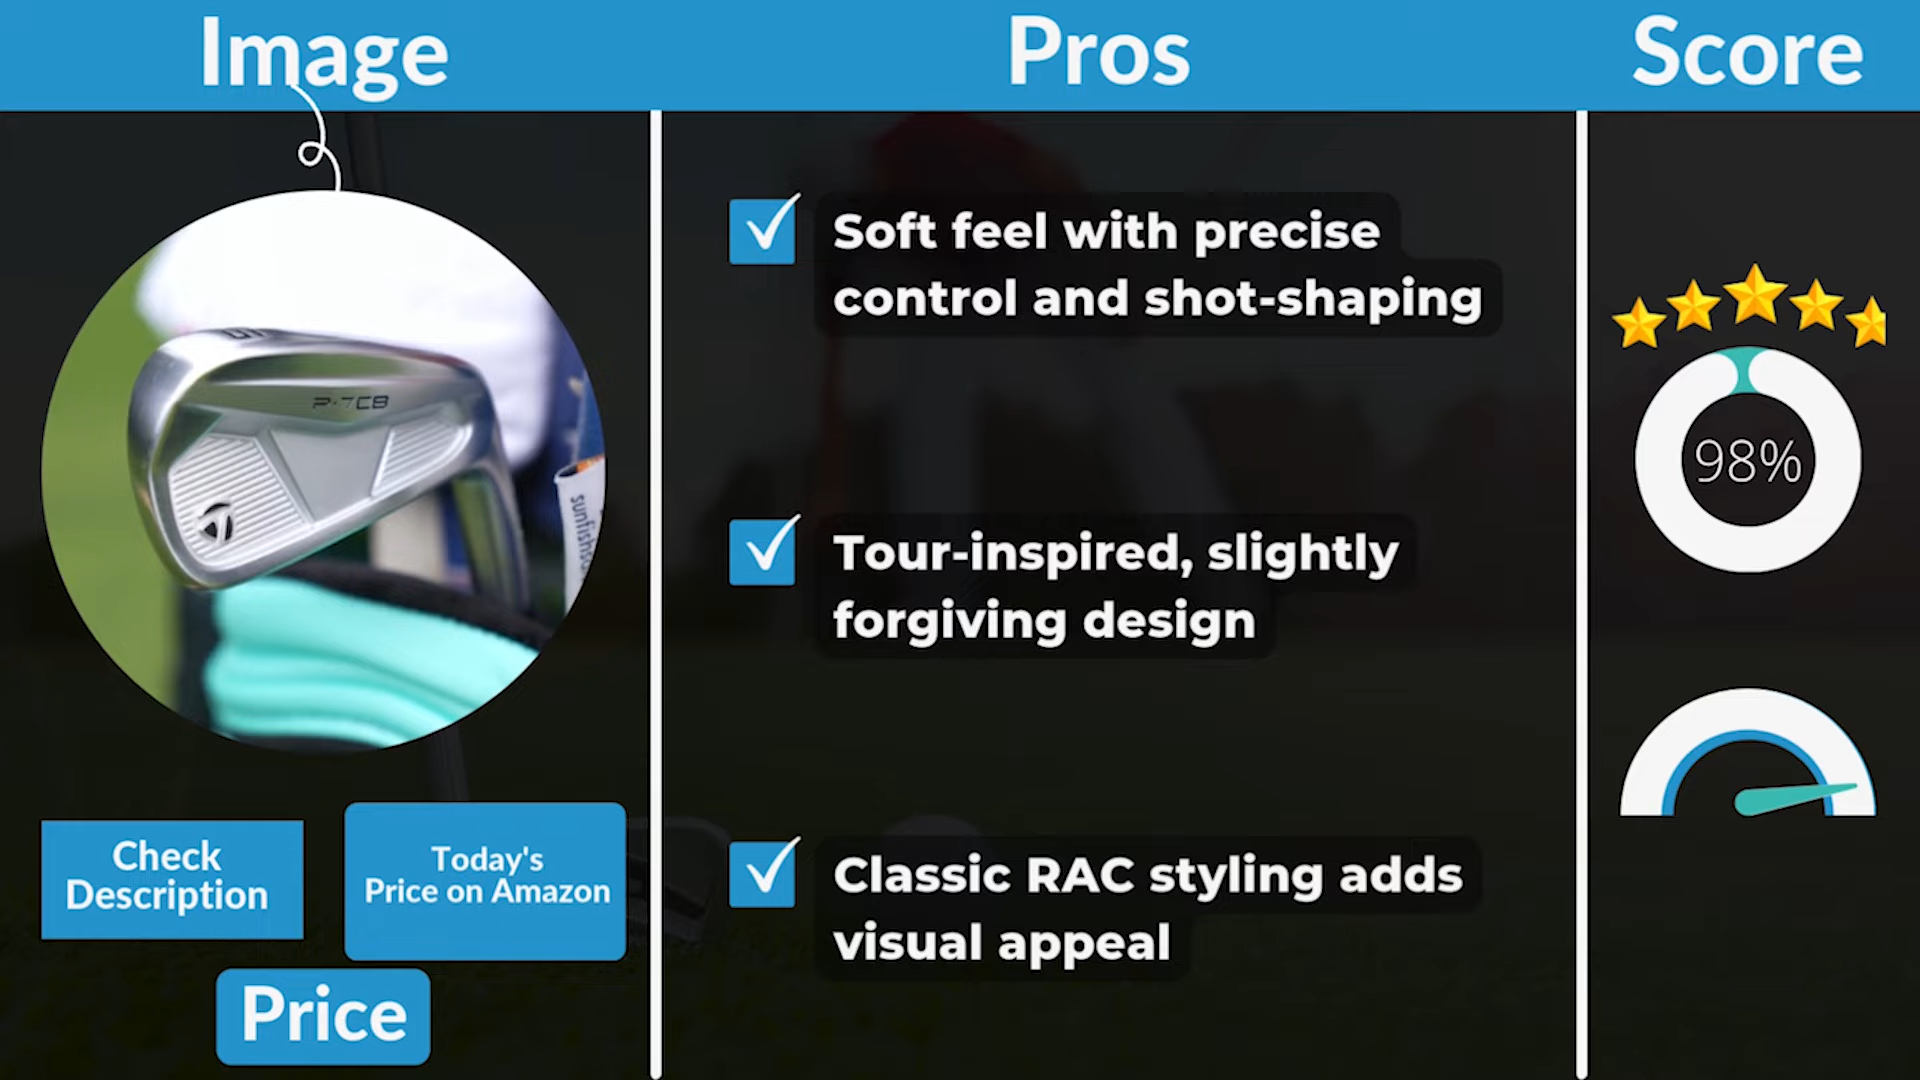 Image
Pros
Score
P·7CB
Soft feel with precise
control and shot-shaping
98%
Tour-inspired, slightly
forgiving design
Check
Description
Today's
Price on Amazon
Classic RAC styling adds
visual appeal
Price